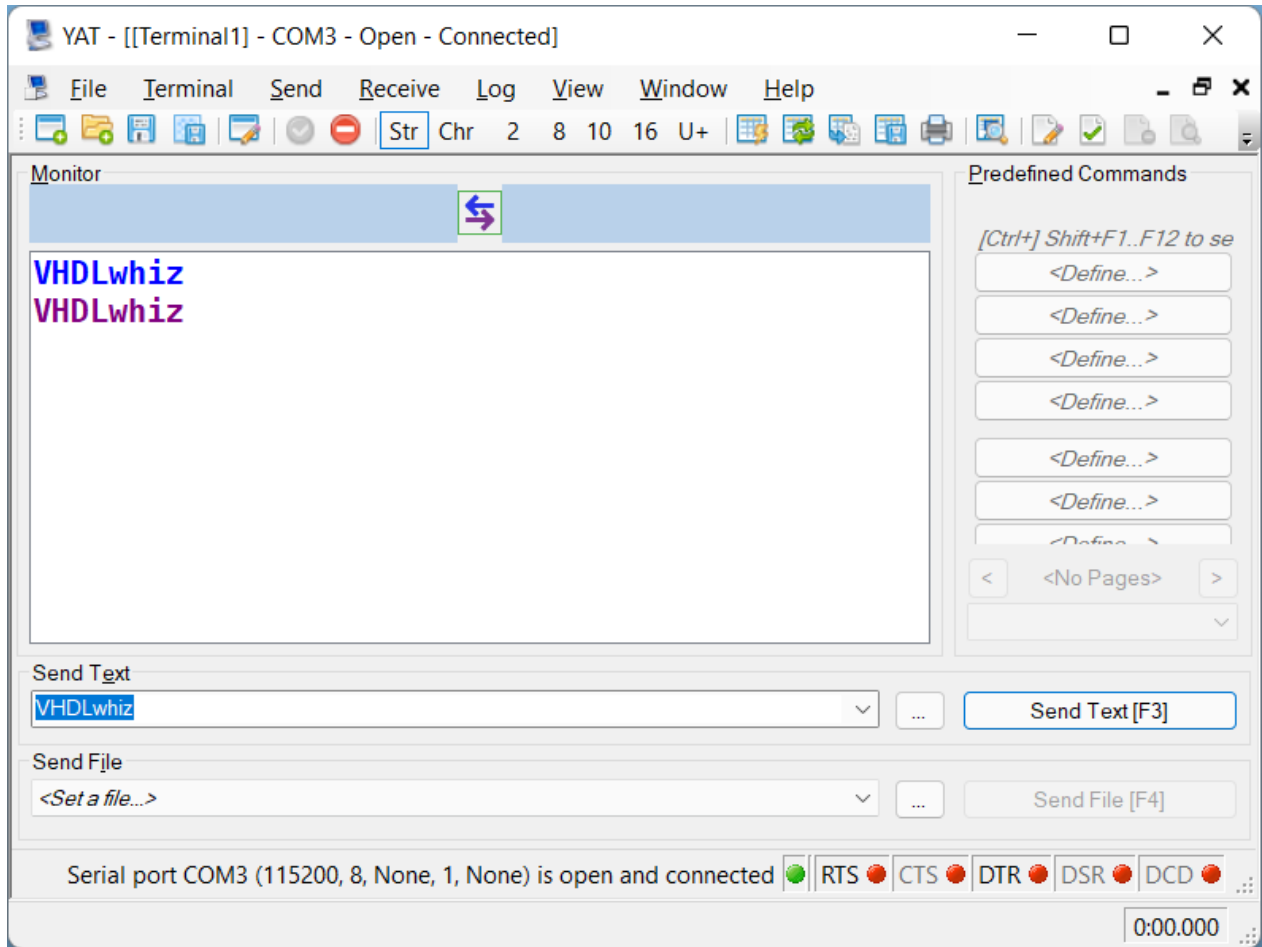 YAT - [[Terminal1] - COM3 - Open - Connected]
File Terminal Send Receive Log View Window Help
Str Chr 2 8 10 16 U+
Monitor
Predefined Commands
[Ctrl+] Shift+F1..F12 to se
VHDLwhiz
VHDLwhiz
<Define...>
<Define...>
<Define...>
<Define...>
<Define...>
<Define...>
<Define...>
< <No Pages> >
Send Text
VHDLwhiz
...
Send Text [F3]
Send File
<Set a file...>
...
Send File [F4]
Serial port COM3 (115200, 8, None, 1, None) is open and connected RTS CTS DTR DSR DCD
0:00.000